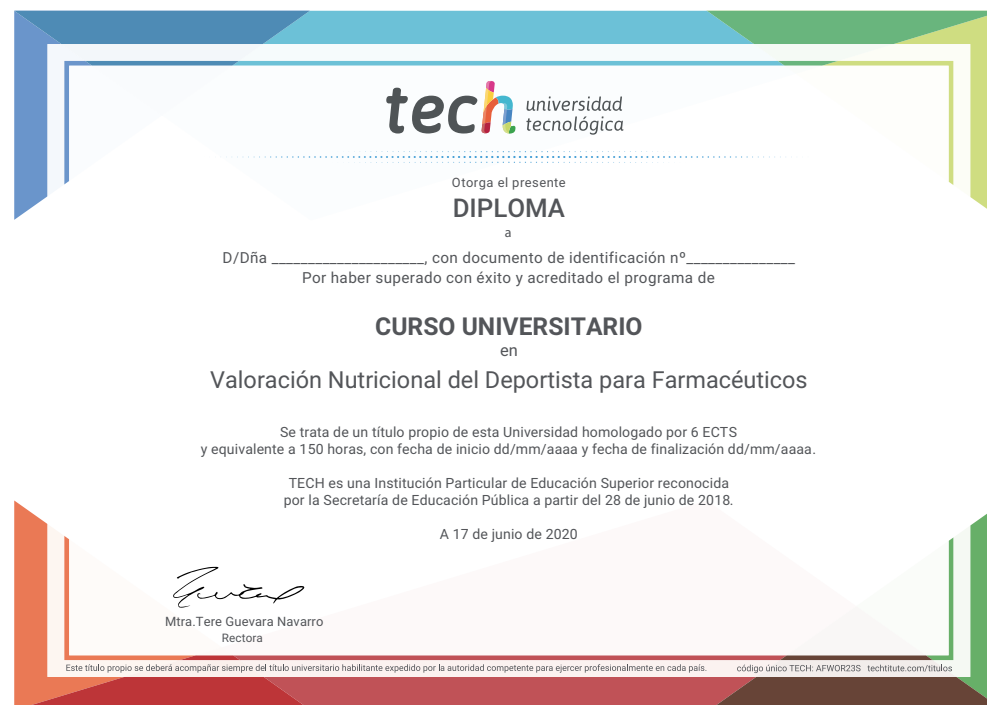 tech universidad
tecnológica
Otorga el presente
DIPLOMA
a
D/Dña ______________________, con documento de identificación nº________________
Por haber superado con éxito y acreditado el programa de
CURSO UNIVERSITARIO
en
Valoración Nutricional del Deportista para Farmacéuticos
Se trata de un título propio de esta Universidad homologado por 6 ECTS
y equivalente a 150 horas, con fecha de inicio dd/mm/aaaa y fecha de finalización dd/mm/aaaa.
TECH es una Institución Particular de Educación Superior reconocida
por la Secretaría de Educación Pública a partir del 28 de junio de 2018.
A 17 de junio de 2020
Mtra.Tere Guevara Navarro
Rectora
Este título propio se deberá acompañar siempre del título universitario habilitante expedido por la autoridad competente para ejercer profesionalmente en cada país. código único TECH: AFWOR23S techtitute.com/titulos